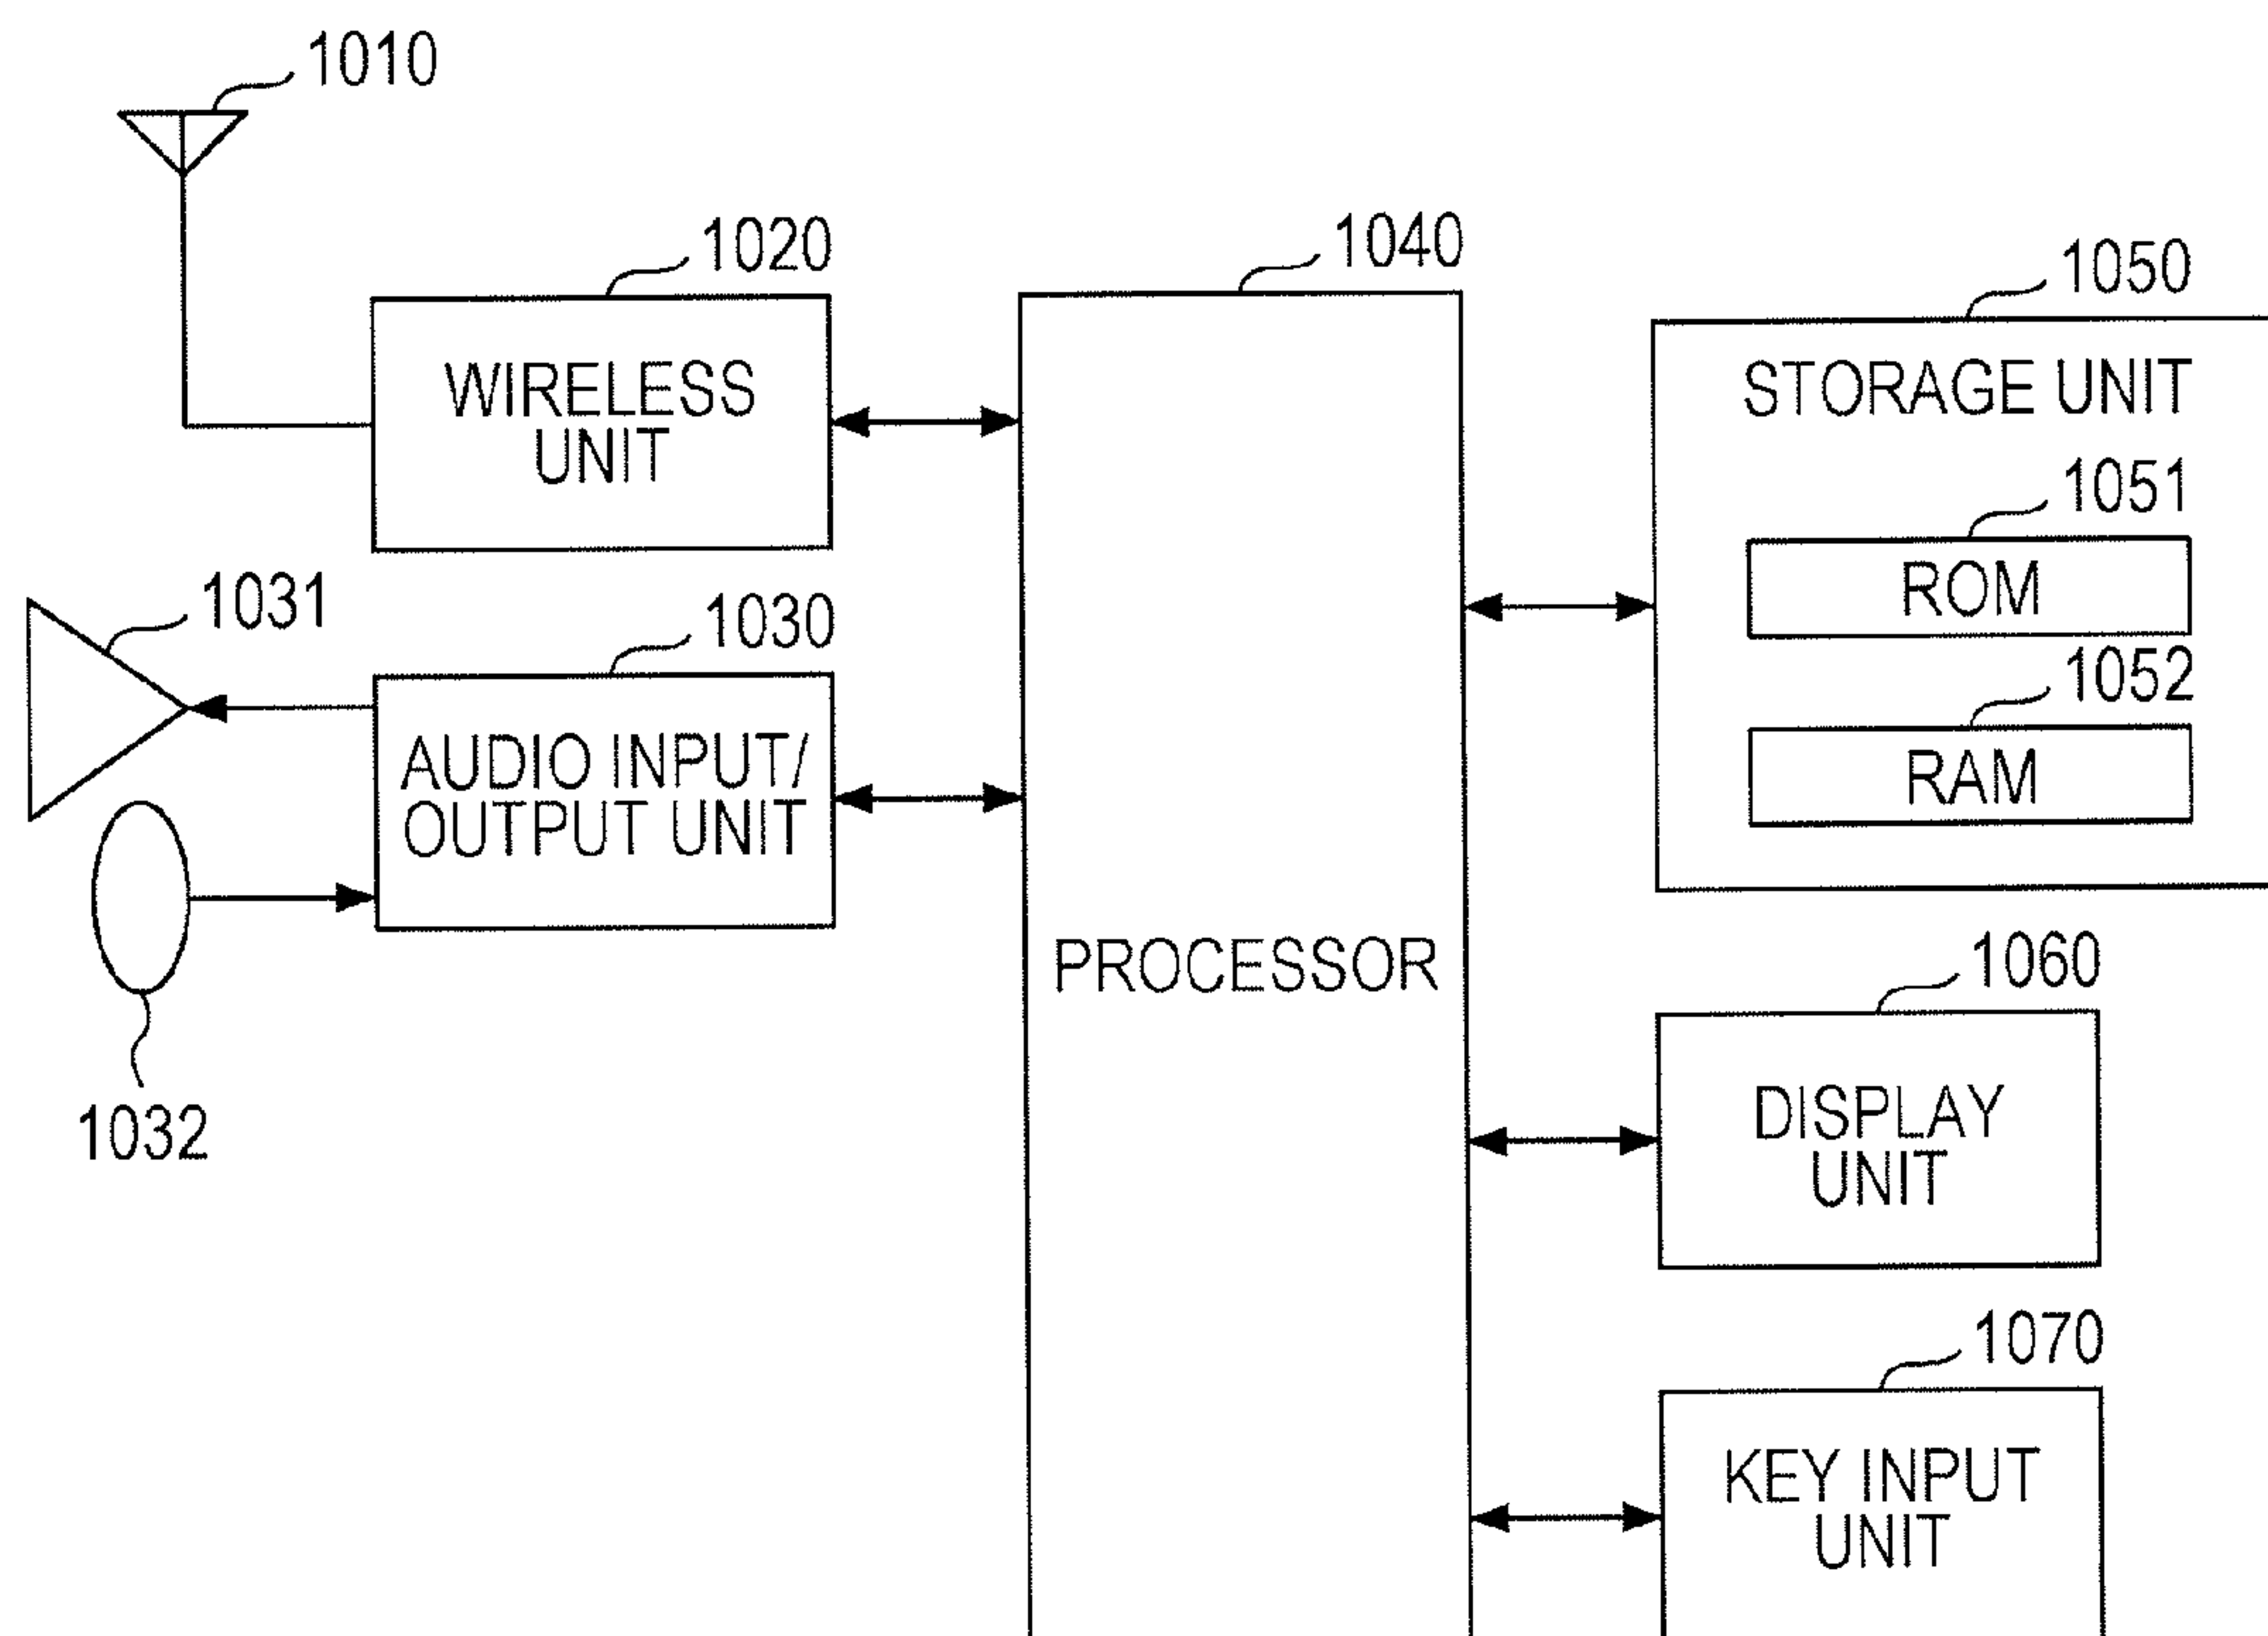 1010
1020
WIRELESS
UNIT
1031
1030
AUDIO INPUT/
OUTPUT UNIT
1032
1040
PROCESSOR
1050
STORAGE UNIT
1051
ROM
1052
RAM
1060
DISPLAY
UNIT
1070
KEY INPUT
UNIT